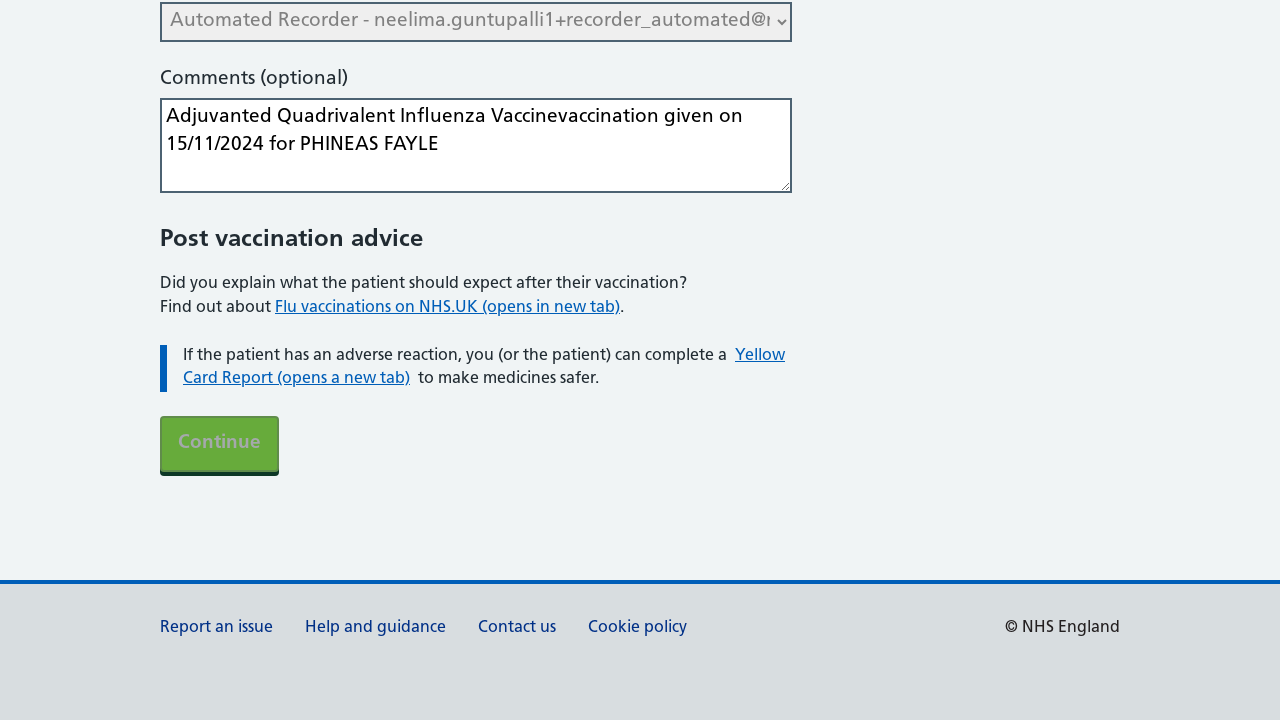 Automated Recorder - neelima.guntupalli1+recorder_automated@
Comments (optional)
Adjuvanted Quadrivalent Influenza Vaccinevaccination given on
15/11/2024 for PHINEAS FAYLE
Post vaccination advice
Did you explain what the patient should expect after their vaccination?
Find out about Flu vaccinations on NHS.UK (opens in new tab).
If the patient has an adverse reaction, you (or the patient) can complete a Yellow
Card Report (opens a new tab) to make medicines safer.
Continue
Report an issue Help and guidance Contact us Cookie policy © NHS England